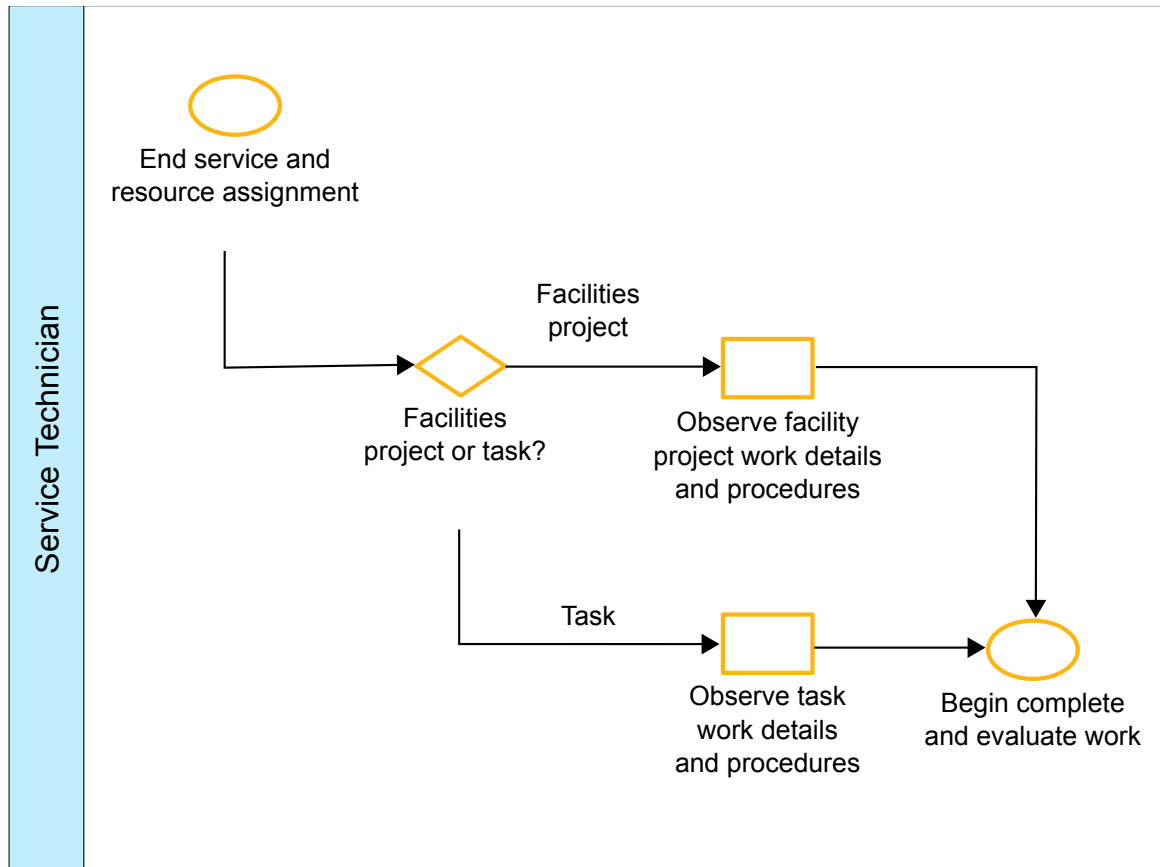 Service Technician
End service and
resource assignment
Facilities
project
Facilities
project or task?
Observe facility
project work details
and procedures
Task
Observe task
work details
and procedures
Begin complete
and evaluate work